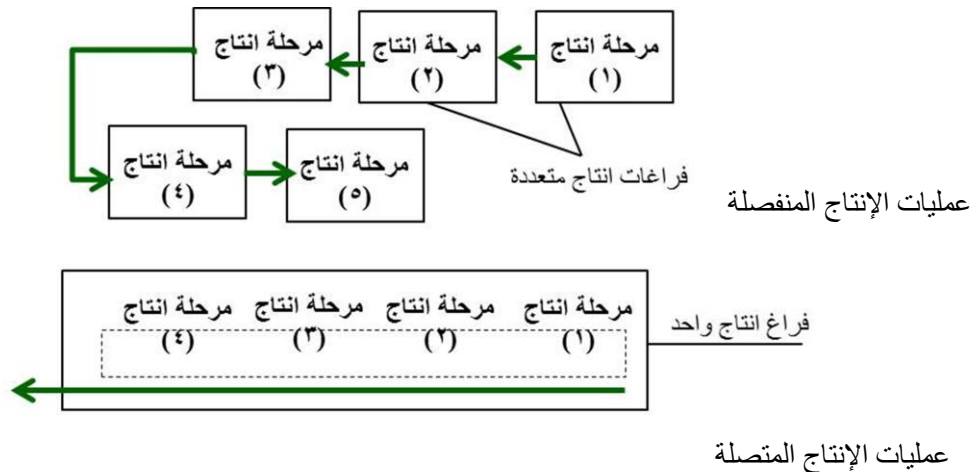 مرحلة انتاج
(١)
مرحلة انتاج
(٢)
مرحلة انتاج
(٣)
مرحلة انتاج
(٤)
مرحلة انتاج
(٥)
فراغات انتاج متعددة
عمليات الإنتاج المنفصلة
مرحلة انتاج
(١)
مرحلة انتاج
(٢)
مرحلة انتاج
(٣)
مرحلة انتاج
(٤)
فراغ انتاج واحد
عمليات الإنتاج المتصلة